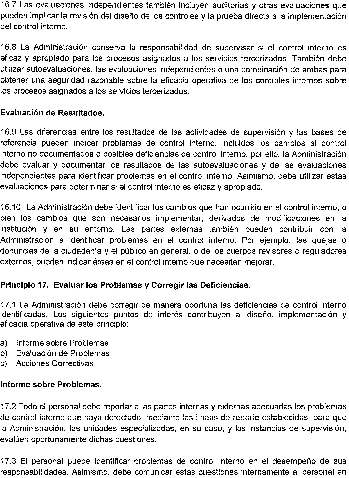 16.7 Las evaluaciones independientes también incluyen auditorías y otras evaluaciones que
pueden implicar la revisión del diseño de los controles y la prueba directa a la implementación
del control interno.
16.8 La Administración conserva la responsabilidad de supervisar si el control interno es
eficaz y apropiado para los procesos asignados a los servicios tercerizados. También debe
utilizar autoevaluaciones, las evaluaciones independientes o una combinación de ambas para
obtener una seguridad razonable sobre la eficacia operativa de los controles internos sobre
los procesos asignados a los servicios tercerizados.
Evaluación de Resultados.
16.9 Las diferencias entre los resultados de las actividades de supervisión y las bases de
referencia pueden indicar problemas de control interno, incluidos los cambios al control
interno no documentados o posibles deficiencias de control interno, por ello, la Administración
debe evaluar y documentar los resultados de las autoevaluaciones y de las evaluaciones
independientes para identificar problemas en el control interno. Asimismo, debe utilizar estas
evaluaciones para determinar si el control interno es eficaz y apropiado.
16.10 La Administración debe identificar los cambios que han ocurrido en el control interno, o
bien los cambios que son necesarios implementar, derivados de modificaciones en la
institución y en su entorno. Las partes externas también pueden contribuir con la
Administración a identificar problemas en el control interno. Por ejemplo, las quejas o
denuncias de la ciudadanía y el público en general, o de los cuerpos revisores o reguladores
externos, pueden indicar áreas en el control interno que necesitan mejorar.
Principio 17. Evaluar los Problemas y Corregir las Deficiencias.
17.1 La Administración debe corregir de manera oportuna las deficiencias de control interno
identificadas. Los siguientes puntos de interés contribuyen al diseño, implementación y
eficacia operativa de este principio:
a) Informe sobre Problemas
b) Evaluación de Problemas
c) Acciones Correctivas
Informe sobre Problemas.
17.2 Todo el personal debe reportar a las partes internas y externas adecuadas los problemas
de control interno que haya detectado, mediante las líneas de reporte establecidas, para que
la Administración, las unidades especializadas, en su caso, y las instancias de supervisión,
evalúen oportunamente dichas cuestiones.
17.3 El personal puede identificar problemas de control interno en el desempeño de sus
responsabilidades. Asimismo, debe comunicar estas cuestiones internamente al personal en